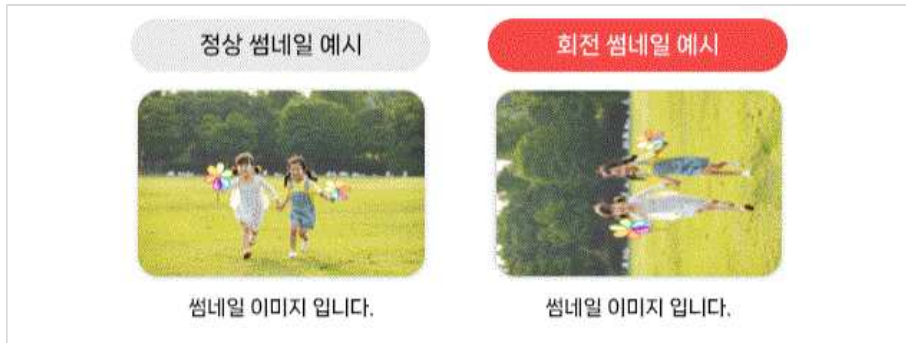 정상 썸네일 예시
회전 썸네일 예시
썸네일 이미지 입니다.
썸네일 이미지 입니다.